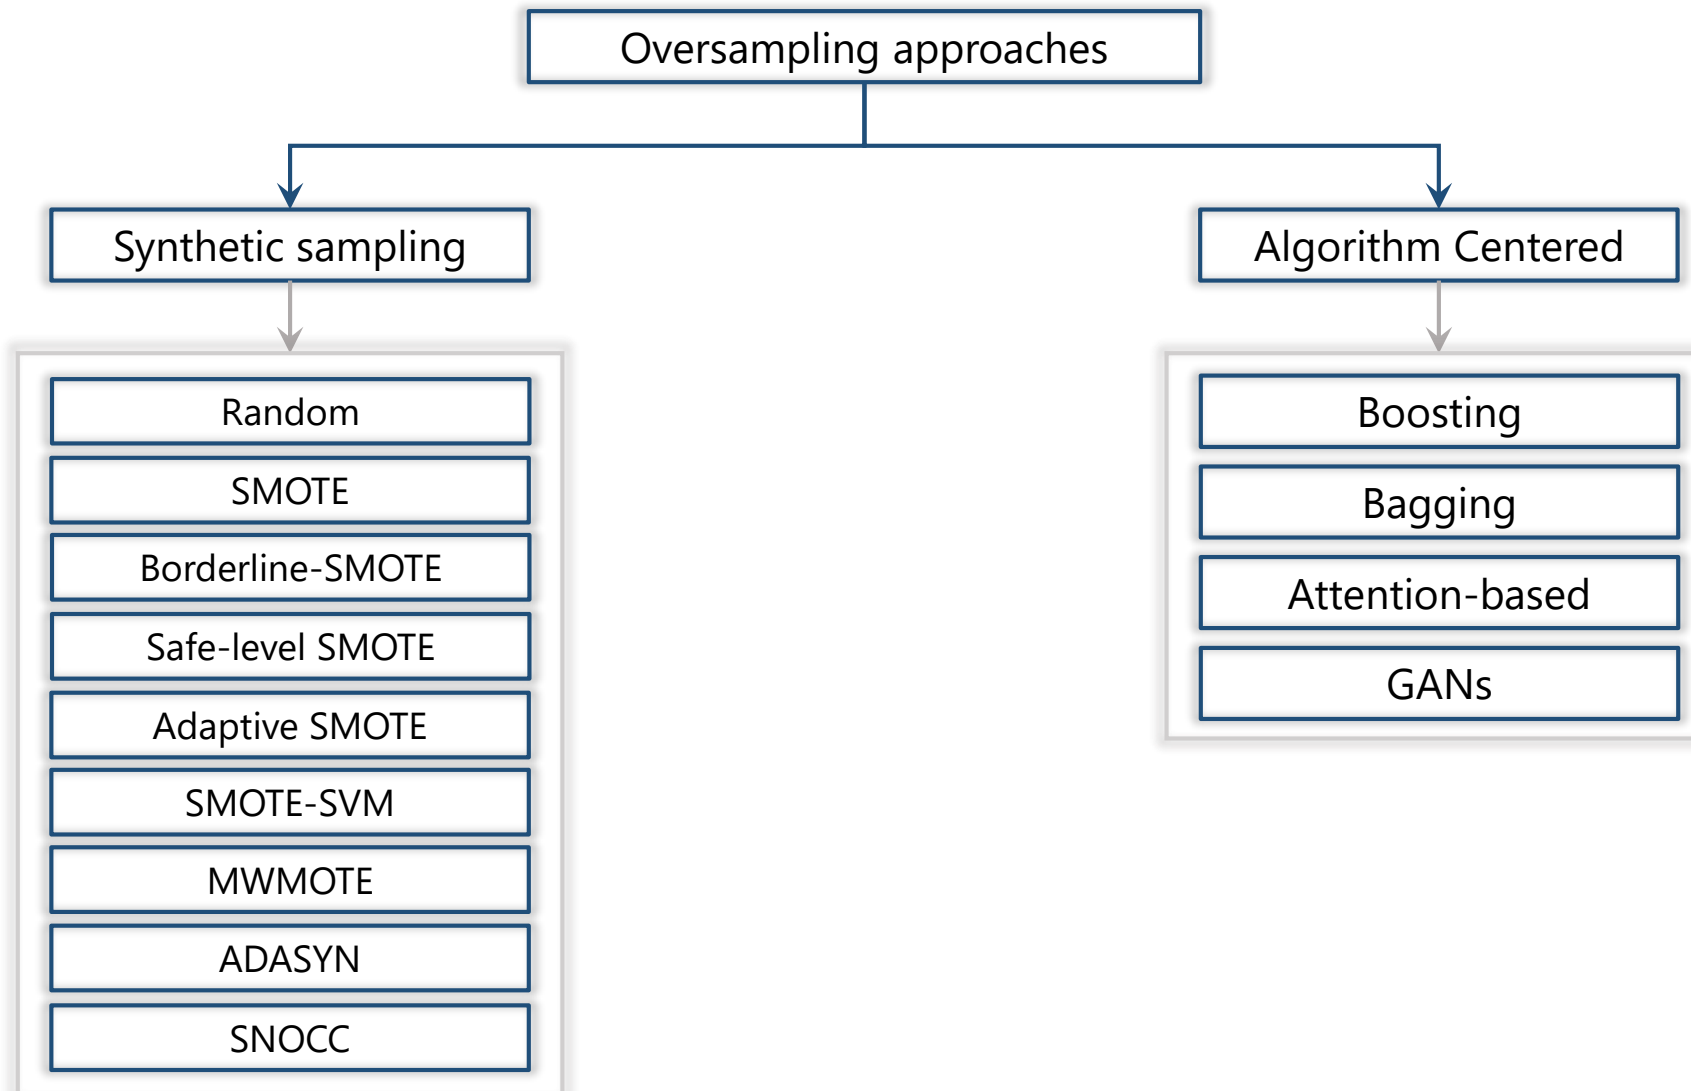 Oversampling approaches
Synthetic sampling
Algorithm Centered
Random
SMOTE
Borderline-SMOTE
Safe-level SMOTE
Adaptive SMOTE
SMOTE-SVM
MWMOTE
ADASYN
SNOCC
Boosting
Bagging
Attention-based
GANs